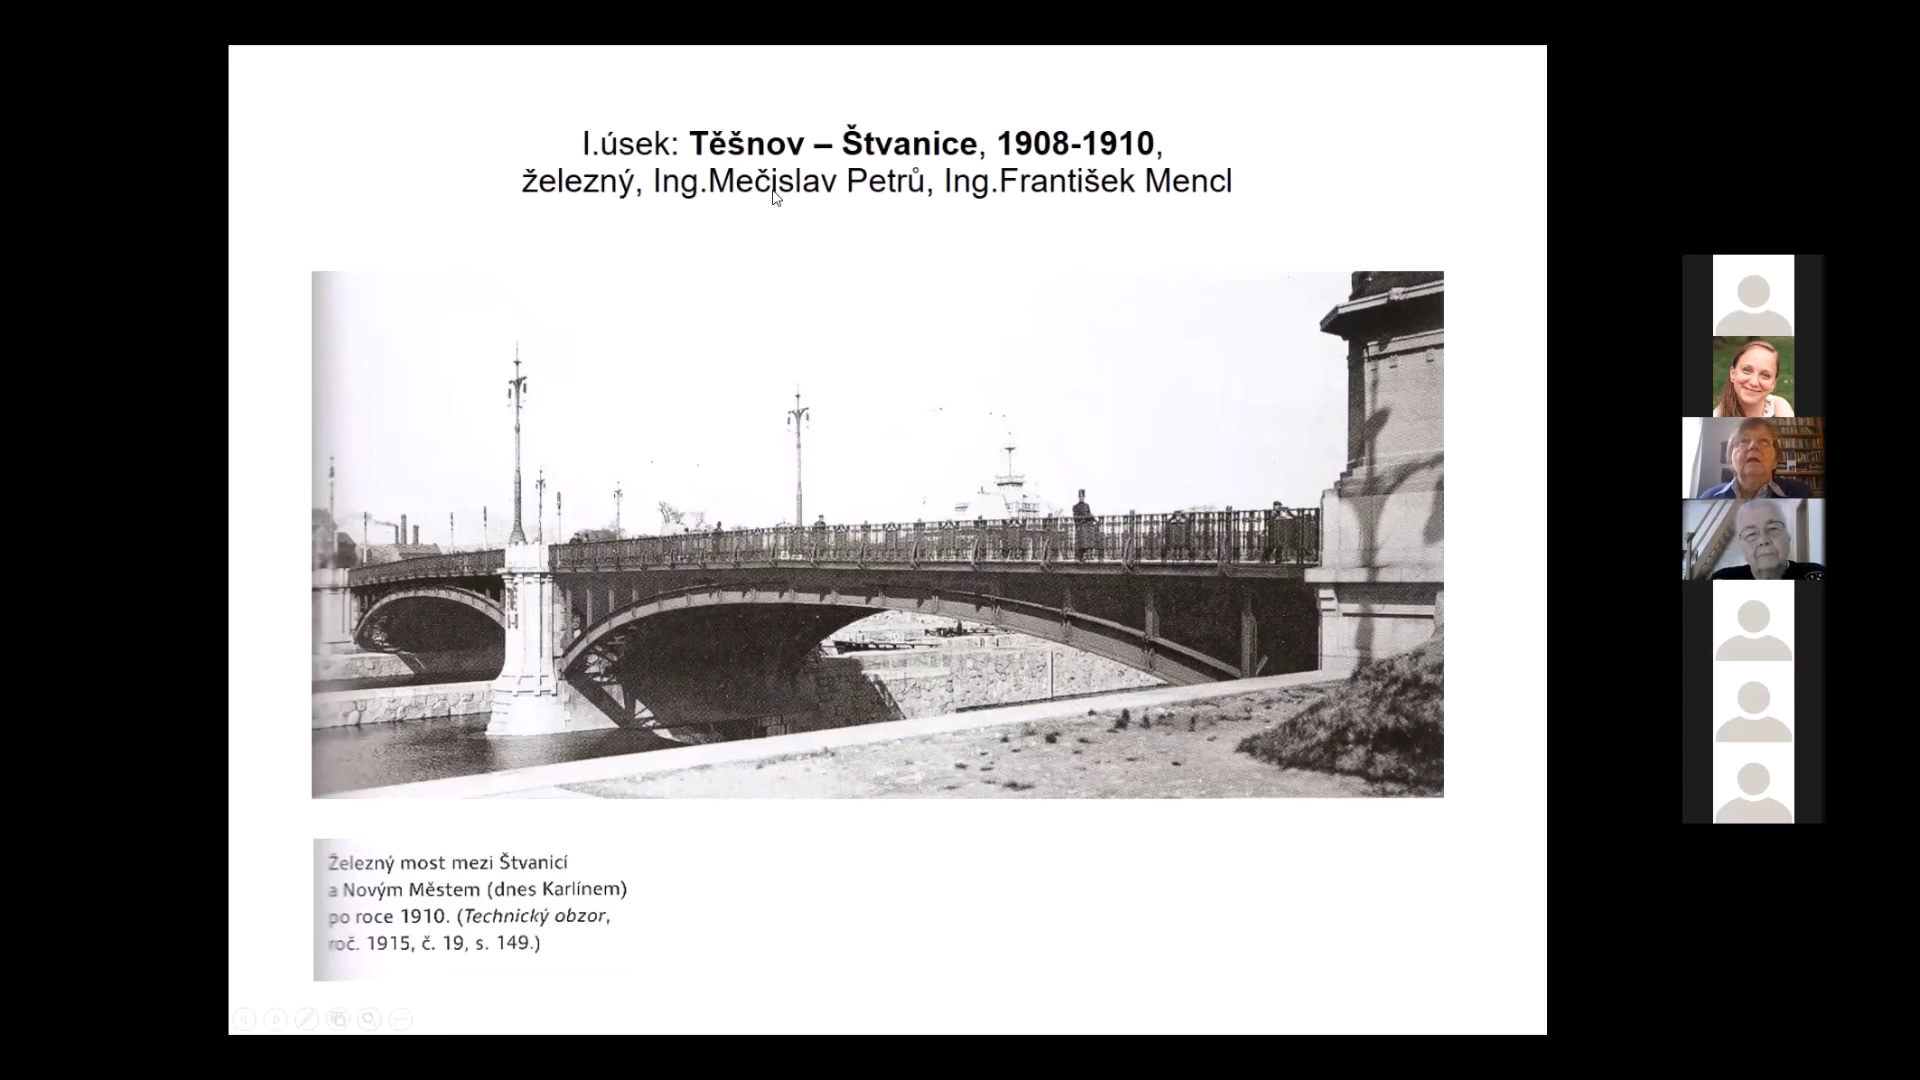 I.úsek: Těšnov – Štvanice, 1908-1910,
železný, Ing.Mečislav Petrů, Ing.František Mencl
Železný most mezi Štvanicí
a Novým Městem (dnes Karlínem)
po roce 1910. (Technický obzor,
roč. 1915, č. 19, s. 149.)